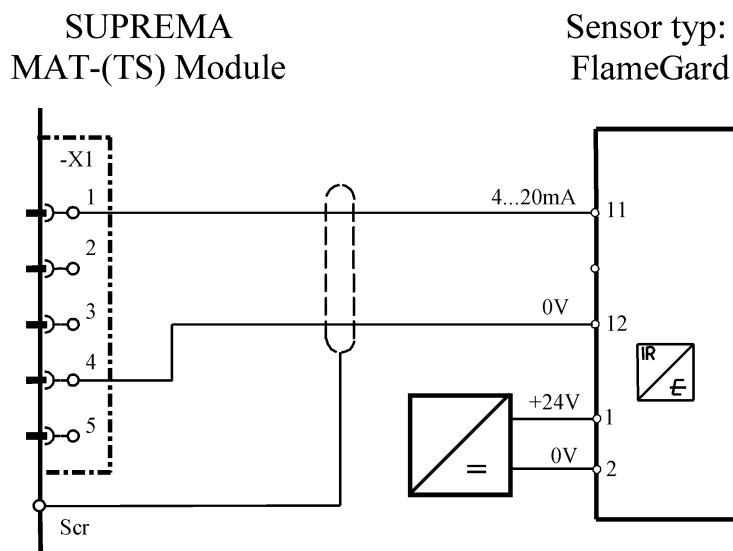 SUPREMA
MAT-(TS) Module
Sensor typ:
FlameGard
-X1
1
4...20mA
11
2
3
0V
12
4
IR
E
+24V
1
5
=
0V
2
Scr